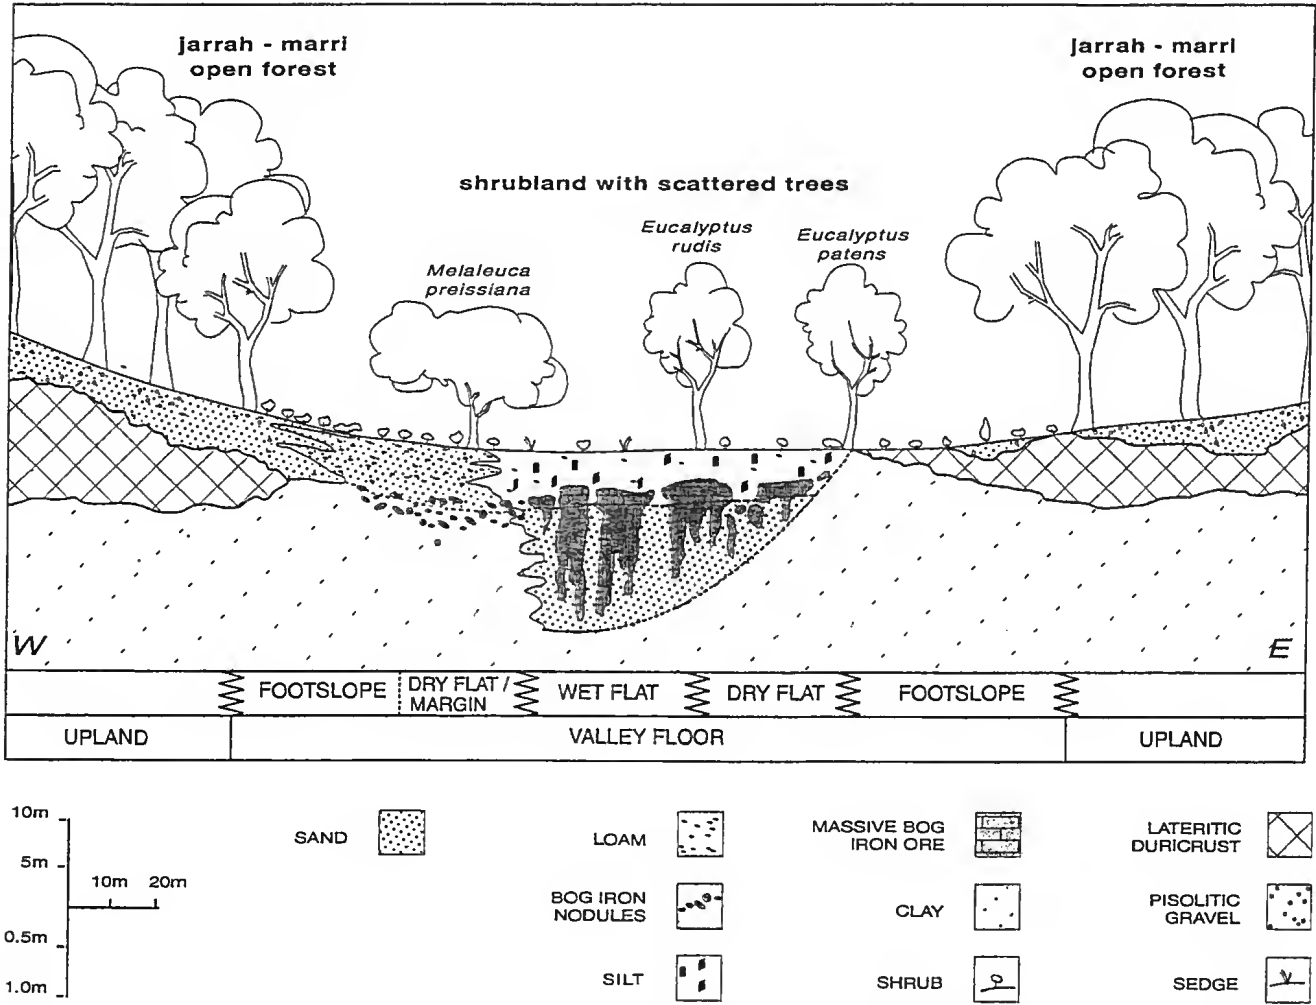 jarrah - marri
open forest
jarrah - marri
open forest
shrubland with scattered trees
Eucalyptus
rudis
Eucalyptus
patens
Melaleuca
preissiana
W
E
FOOTSLOPE
DRY FLAT /
MARGIN
WET FLAT
DRY FLAT
FOOTSLOPE
UPLAND
VALLEY FLOOR
UPLAND
10m
5m
10m 20m
0.5m
1.0m
SAND
LOAM
MASSIVE BOG
IRON ORE
LATERITIC
DURICRUST
BOG IRON
NODULES
CLAY
PISOLITIC
GRAVEL
SILT
SHRUB
SEDGE